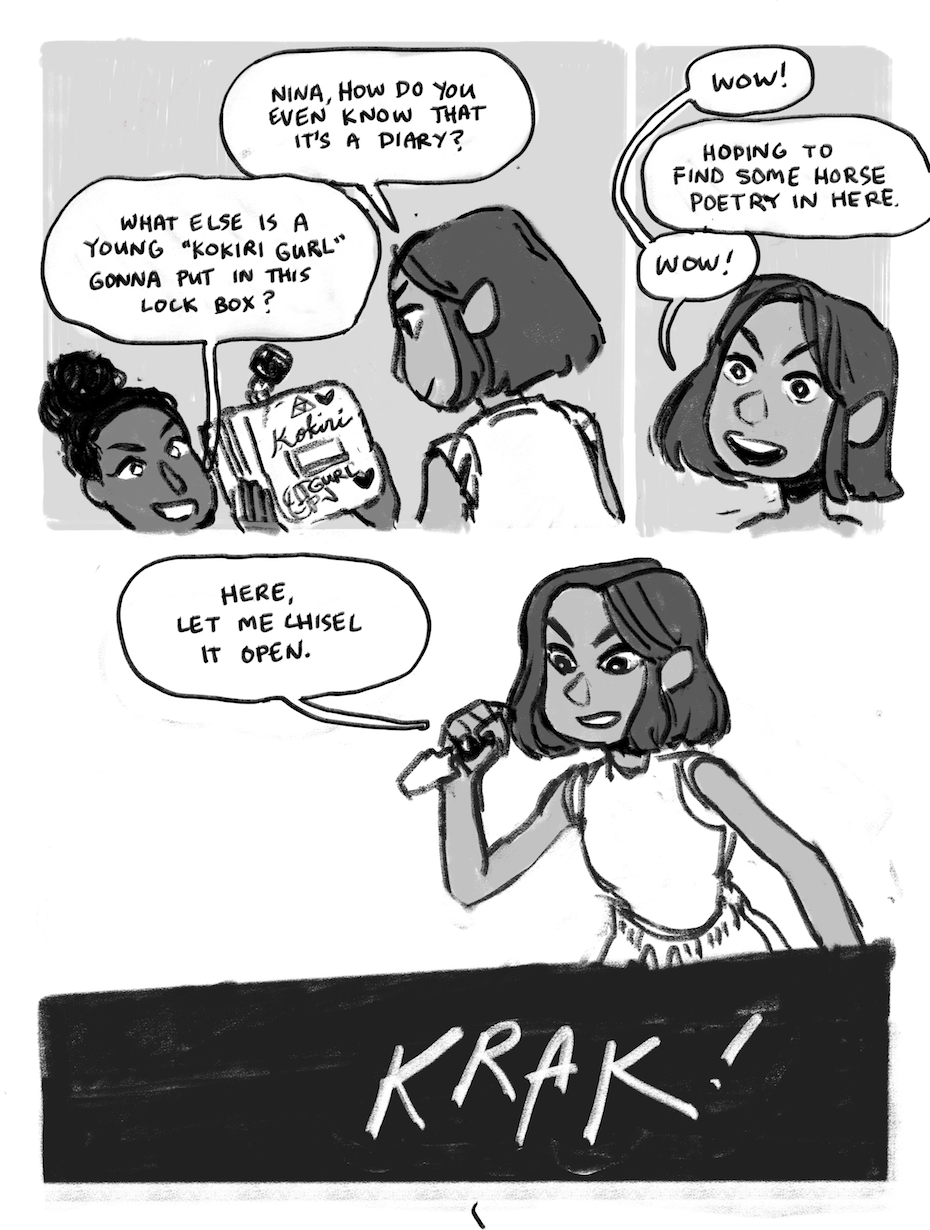 NINA, HOW DO YOU
EVEN KNOW THAT
IT'S A DIARY?
WHAT ELSE IS A
YOUNG "KOKIRI GURL"
GONNA PUT IN THIS
LOCK BOX?
Kokiri
GURL
WOW!
HOPING TO
FIND SOME HORSE
POETRY IN HERE.
WOW!
HERE,
LET ME CHISEL
IT OPEN.
KRAK!